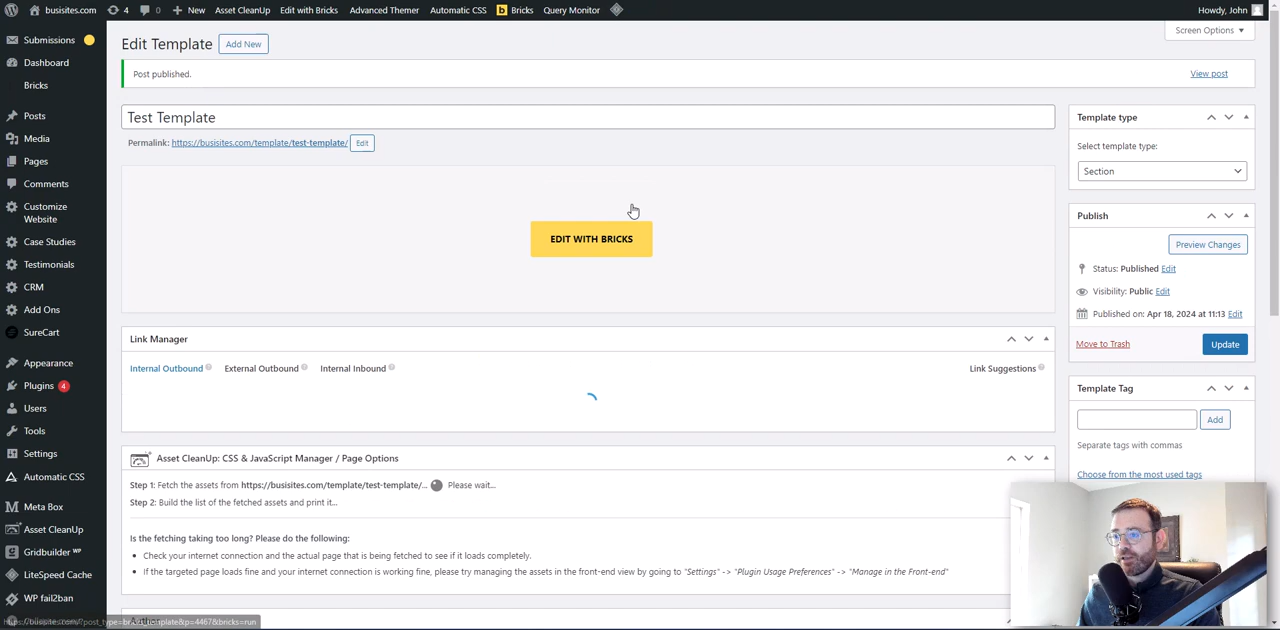 busisites.com 4 0 New Asset CleanUp Edit with Bricks Advanced Themer Automatic CSS b Bricks Query Monitor Howdy, John
Screen Options
Submissions
Dashboard
Bricks
Posts
Media
Pages
Comments
Customize
Website
Case Studies
Testimonials
CRM
Add Ons
SureCart
Appearance
Plugins 4
Users
Tools
Settings
Automatic CSS
Meta Box
Asset CleanUp
Gridbuilder WP
LiteSpeed Cache
WP fail2ban
Edit Template Add New
Post published. View post
Test Template
Permalink: https://busisites.com/template/test-template/ Edit
EDIT WITH BRICKS
Link Manager
Internal Outbound External Outbound Internal Inbound Link Suggestions
Asset CleanUp: CSS & JavaScript Manager / Page Options
Step 1: Fetch the assets from https://busisites.com/template/test-template/... Please wait...
Step 2: Build the list of the fetched assets and print it...
Is the fetching taking too long? Please do the following:
Check your internet connection and the actual page that is being fetched to see if it loads completely.
If the targeted page loads fine and your internet connection is working fine, please try managing the assets in the front-end view by going to "Settings" -> "Plugin Usage Preferences" -> "Manage in the Front-end"
Template type
Select template type:
Section
Publish
Preview Changes
Status: Published Edit
Visibility: Public Edit
Published on: Apr 18, 2024 at 11:13 Edit
Move to Trash Update
Template Tag
Add
Separate tags with commas
Choose from the most used tags